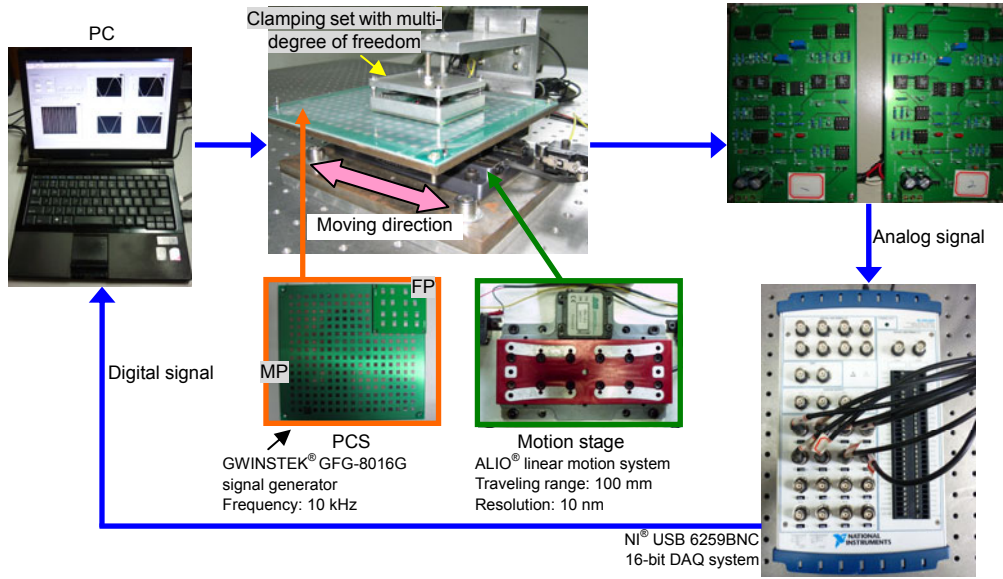 PC
Clamping set with multi-
degree of freedom
Moving direction
Analog signal
FP
MP
Digital signal
PCS
GWINSTEK® GFG-8016G
signal generator
Frequency: 10 kHz
Motion stage
ALIO® linear motion system
Traveling range: 100 mm
Resolution: 10 nm
NATIONAL
INSTRUMENTS
NI® USB 6259BNC
16-bit DAQ system